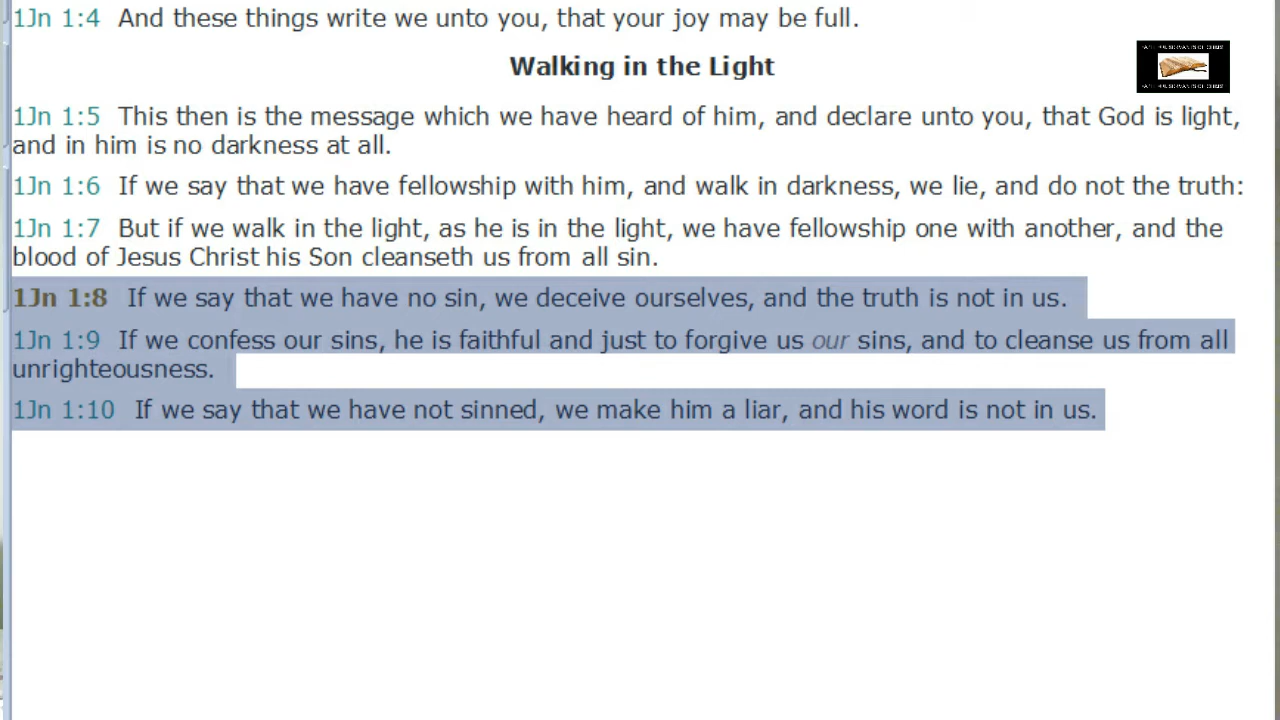 1Jn 1:4 And these things write we unto you, that your joy may be full.
Walking in the Light
1Jn 1:5 This then is the message which we have heard of him, and declare unto you, that God is light,
and in him is no darkness at all.
1Jn 1:6 If we say that we have fellowship with him, and walk in darkness, we lie, and do not the truth:
1Jn 1:7 But if we walk in the light, as he is in the light, we have fellowship one with another, and the
blood of Jesus Christ his Son cleanseth us from all sin.
1Jn 1:8 If we say that we have no sin, we deceive ourselves, and the truth is not in us.
1Jn 1:9 If we confess our sins, he is faithful and just to forgive us our sins, and to cleanse us from all
unrighteousness.
1Jn 1:10 If we say that we have not sinned, we make him a liar, and his word is not in us.